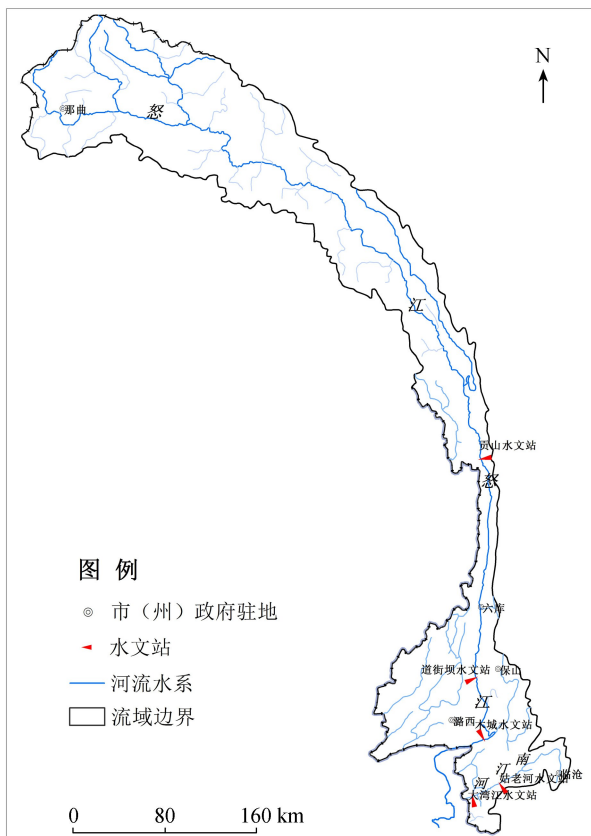 N
那曲
怒
江
贡山水文站
怒
图 例
市（州）政府驻地
六库
水文站
道街坝水文站
保山
河流水系
江
潞西
木城水文站
流域边界
南
江
临沧
姑老河水文站
河
大湾江水文站
0 80 160 km